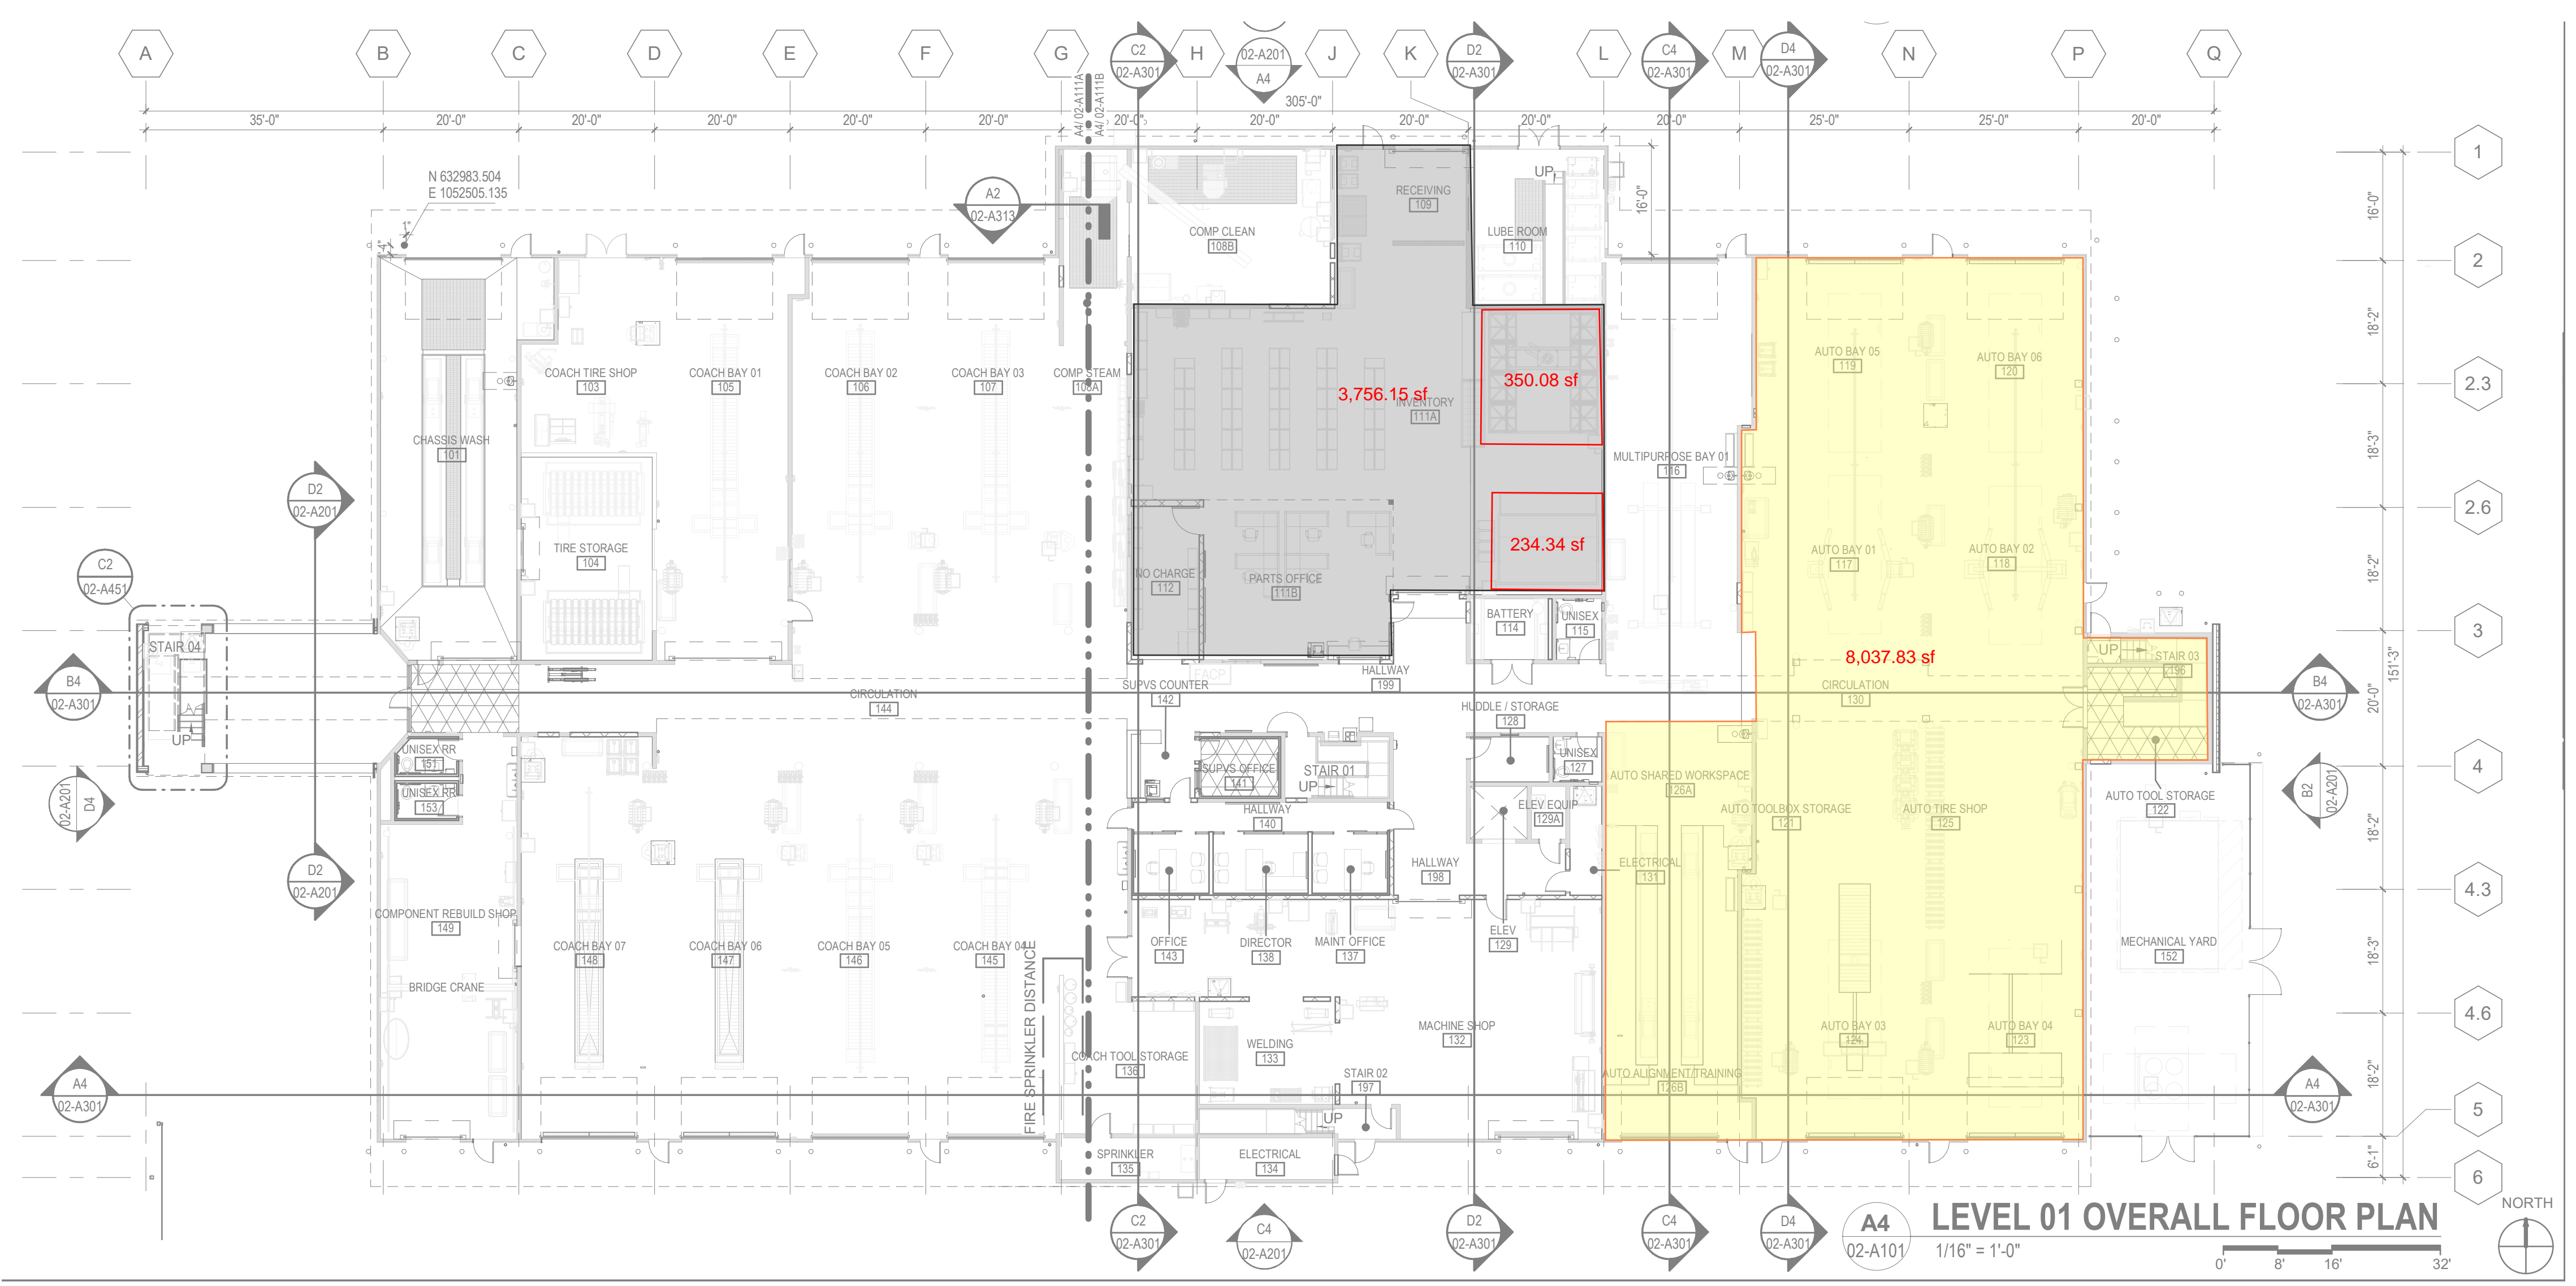 A
B
C
D
E
F
G
C2
02-A301
H
02-A201
A4
J
K
D2
02-A301
L
C4
02-A301
M
D4
02-A301
N
P
Q
305'-0"
35'-0"
20'-0"
20'-0"
20'-0"
20'-0"
20'-0"
20'-0"
20'-0"
20'-0"
20'-0"
20'-0"
25'-0"
25'-0"
20'-0"
A4/ 02-A111A
A4/ 02-A111B
1
N 632983.504
E 1052505.135
A2
02-A313
1"
4"
UP
RECEIVING
109
16'-0"
16'-0"
COMP CLEAN
108B
LUBE ROOM
110
2
18'-2"
AUTO BAY 05
119
AUTO BAY 06
120
COACH TIRE SHOP
103
COACH BAY 01
105
COACH BAY 02
106
COACH BAY 03
107
COMP STEAM
108A
3,756.15 sf
350.08 sf
INVENTORY
111A
2.3
CHASSIS WASH
101
MULTIPURPOSE BAY 01
116
18'-3"
D2
02-A201
2.6
TIRE STORAGE
104
234.34 sf
AUTO BAY 01
117
AUTO BAY 02
118
18'-2"
C2
02-A451
NO CHARGE
112
PARTS OFFICE
111B
BATTERY
114
UNISEX
115
3
STAIR 04
8,037.83 sf
UP
STAIR 03
196
151'-3"
B4
02-A301
FACP
HALLWAY
199
SUPVS COUNTER
142
CIRCULATION
144
CIRCULATION
130
B4
02-A301
20'-0"
HUDDLE / STORAGE
128
UP
UNISEX RR
151
UNISEX
127
SUPVS OFFICE
141
STAIR 01
UP
4
AUTO SHARED WORKSPACE
126A
02-A201
D4
UNISEX RR
153
B2
02-A201
AUTO TOOL STORAGE
122
HALLWAY
140
ELEV EQUIP
129A
AUTO TOOLBOX STORAGE
121
AUTO TIRE SHOP
125
18'-2"
D2
02-A201
HALLWAY
198
ELECTRICAL
131
4.3
COMPONENT REBUILD SHOP
149
COACH BAY 07
148
COACH BAY 06
147
COACH BAY 05
146
COACH BAY 04
145
OFFICE
143
DIRECTOR
138
MAINT OFFICE
137
ELEV
129
MECHANICAL YARD
152
18'-3"
BRIDGE CRANE
FIRE SPRINKLER DISTANCE
4.6
MACHINE SHOP
132
AUTO BAY 03
124
AUTO BAY 04
123
WELDING
133
COACH TOOL STORAGE
136
STAIR 02
197
AUTO ALIGNMENT/TRAINING
126B
18'-2"
A4
02-A301
A4
02-A301
UP
5
SPRINKLER
135
ELECTRICAL
134
6'-1"
6
C2
02-A301
C4
02-A201
D2
02-A301
C4
02-A301
D4
02-A301
A4
02-A101
LEVEL 01 OVERALL FLOOR PLAN
1/16" = 1'-0"
0'
8'
16'
32'
NORTH